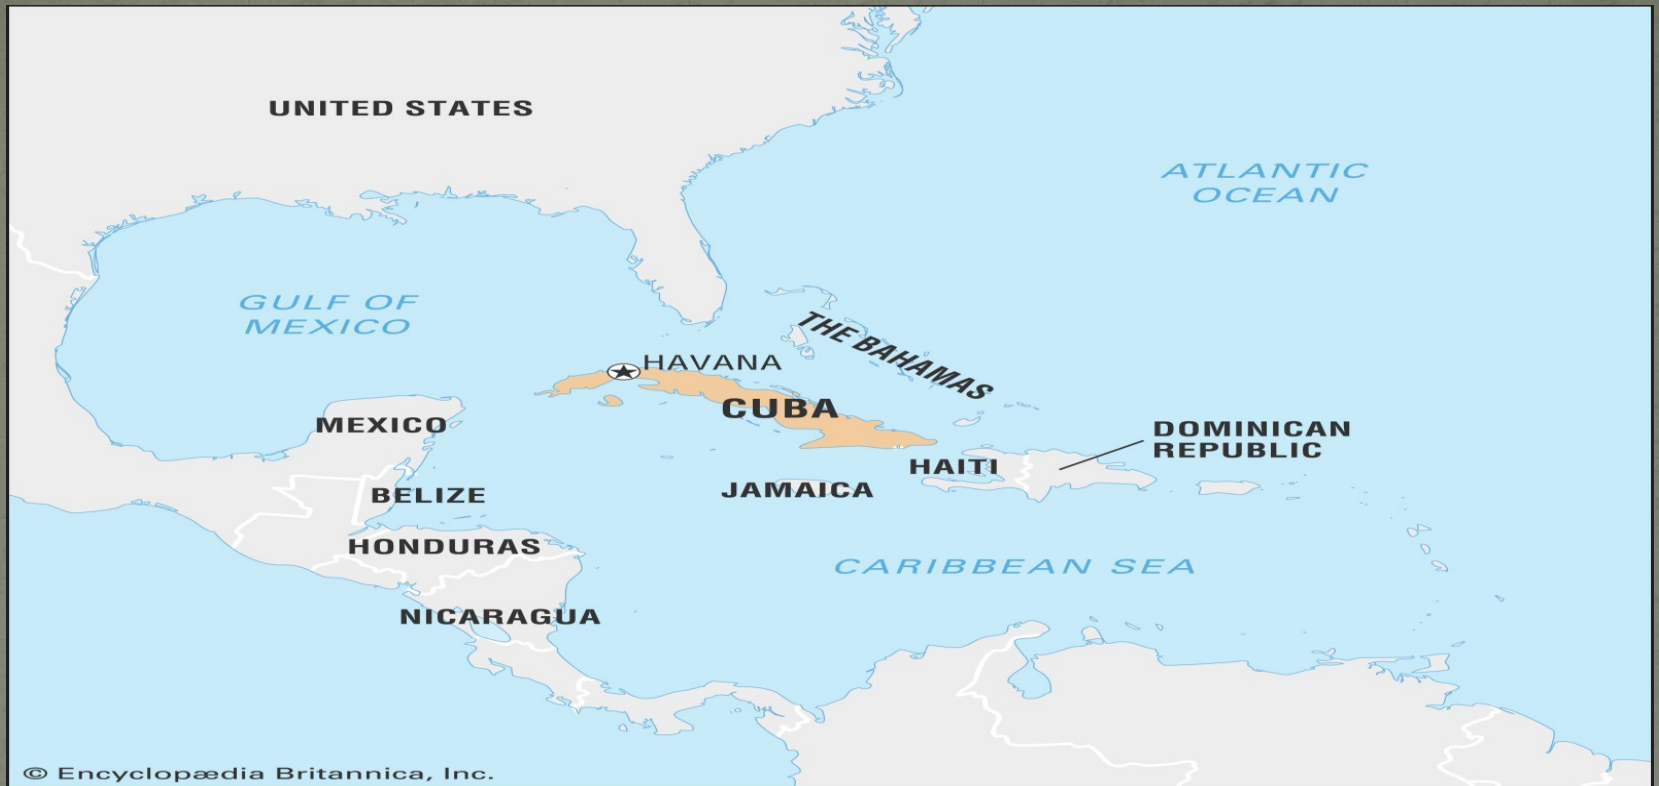 UNITED STATES
ATLANTIC
OCEAN
GULF OF
MEXICO
THE BAHAMAS
HAVANA
CUBA
MEXICO
DOMINICAN
REPUBLIC
HAITI
JAMAICA
BELIZE
HONDURAS
CARIBBEAN SEA
NICARAGUA
© Encyclopædia Britannica, Inc.